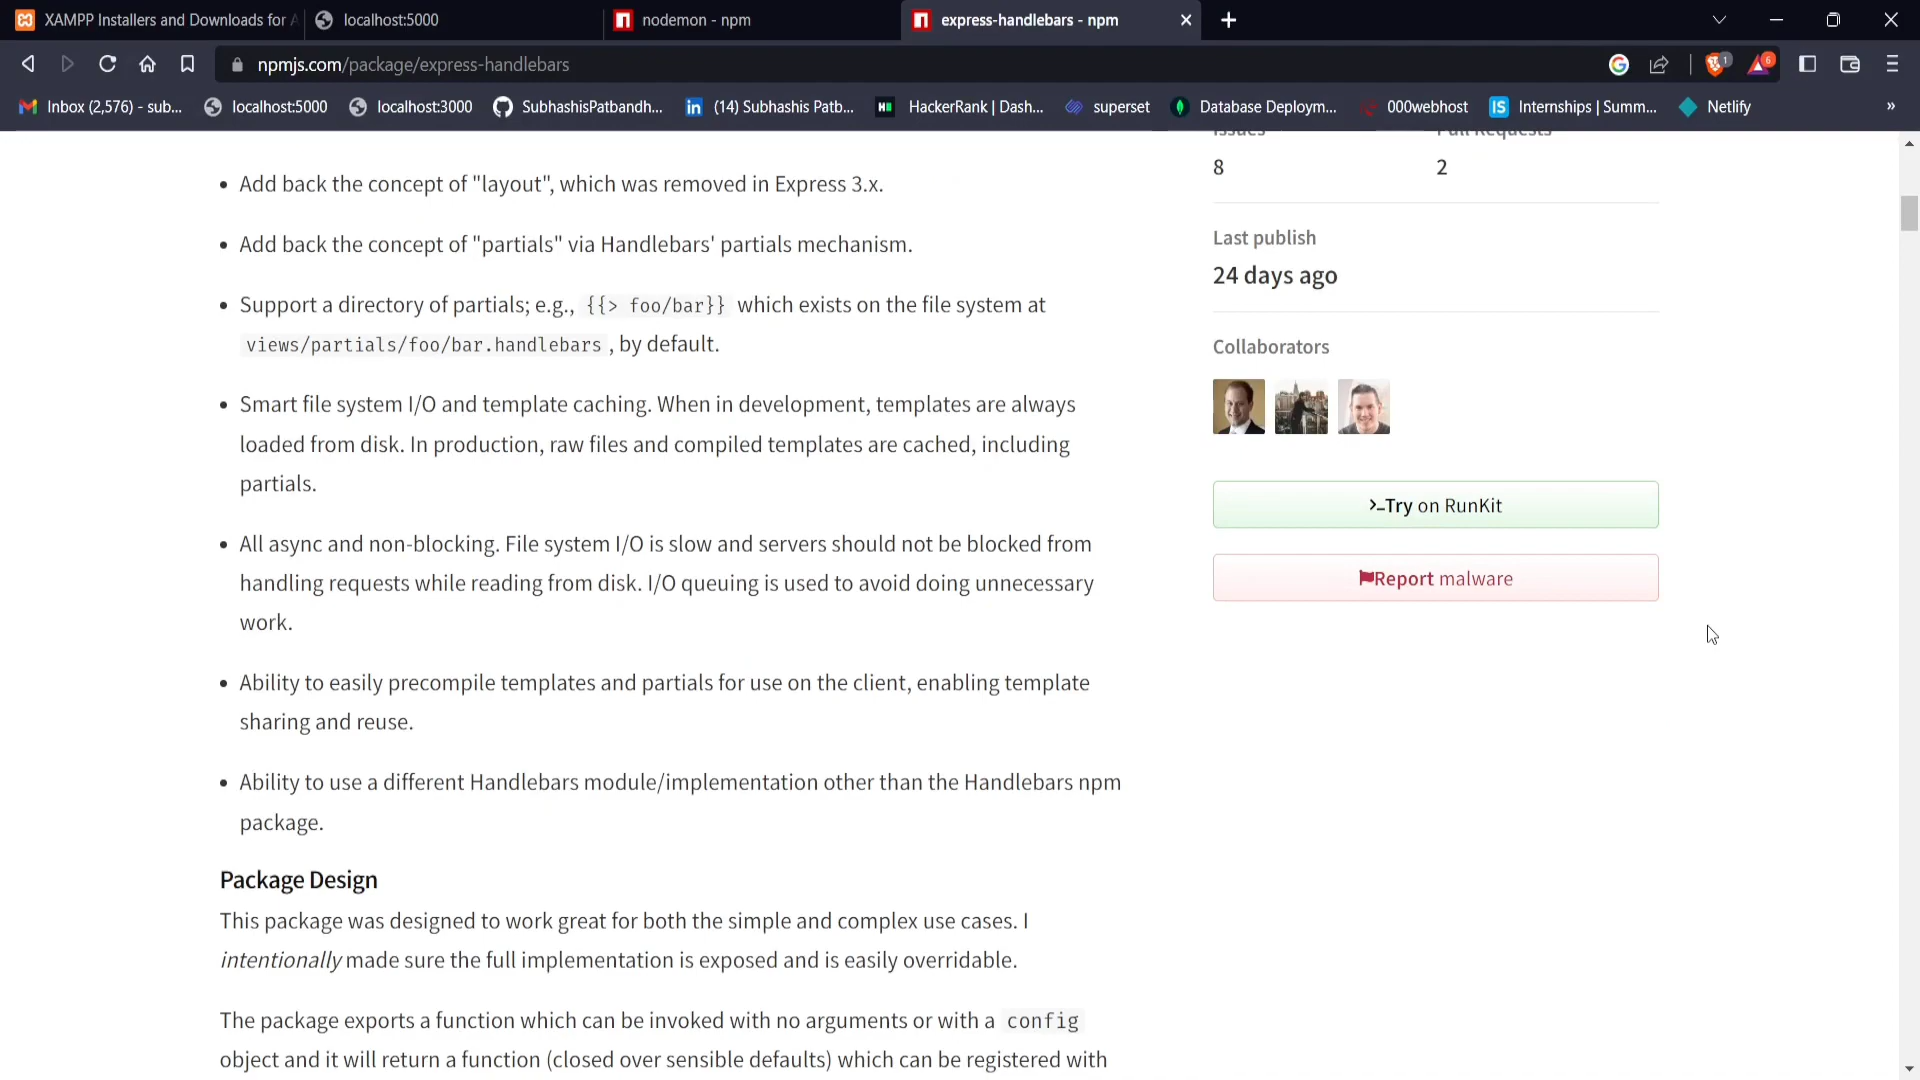 XAMPP Installers and Downloads for
localhost:5000
nodemon - npm
express-handlebars - npm
npmjs.com/package/express-handlebars
1
6
Inbox (2,576) - sub...
localhost:5000
localhost:3000
SubhashisPatbandh...
(14) Subhashis Patb...
HackerRank | Dash...
superset
Database Deploym...
000webhost
Internships | Summ...
Netlify
»
Issues
Pull Requests
8
2
• Add back the concept of "layout", which was removed in Express 3.x.
• Add back the concept of "partials" via Handlebars' partials mechanism.
• Support a directory of partials; e.g., {{> foo/bar}} which exists on the file system at
views/partials/foo/bar.handlebars , by default.
• Smart file system I/O and template caching. When in development, templates are always
loaded from disk. In production, raw files and compiled templates are cached, including
partials.
• All async and non-blocking. File system I/O is slow and servers should not be blocked from
handling requests while reading from disk. I/O queuing is used to avoid doing unnecessary
work.
• Ability to easily precompile templates and partials for use on the client, enabling template
sharing and reuse.
• Ability to use a different Handlebars module/implementation other than the Handlebars npm
package.
Package Design
This package was designed to work great for both the simple and complex use cases. I
intentionally made sure the full implementation is exposed and is easily overridable.
The package exports a function which can be invoked with no arguments or with a config
object and it will return a function (closed over sensible defaults) which can be registered with
Last publish
24 days ago
Collaborators
Try on RunKit
Report malware